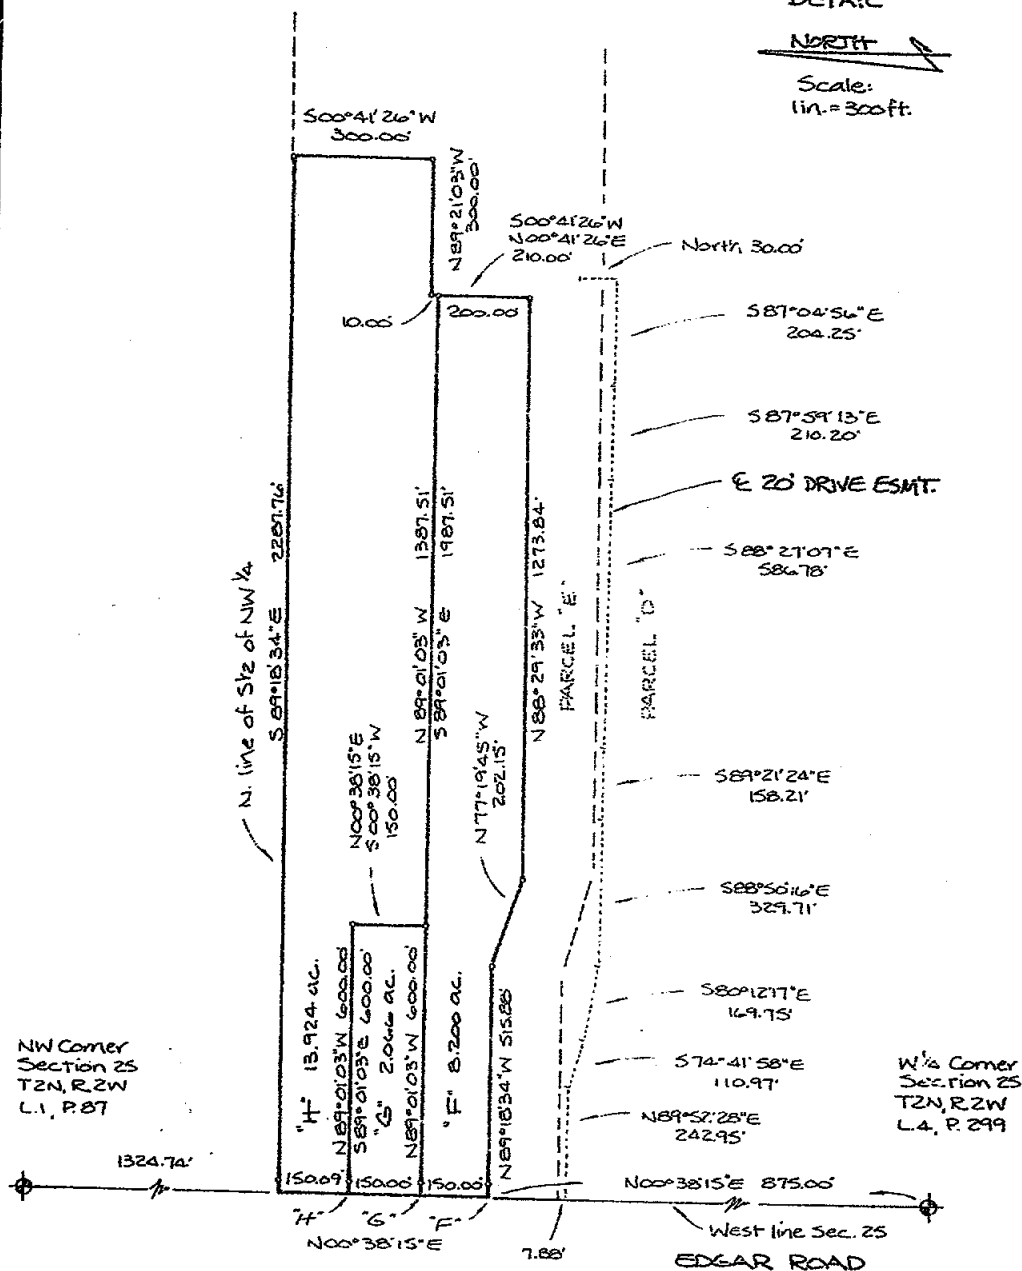 DETAIL
NORTH
Scale:
1in.=300ft.
S00°41'26"W
300.00'
N89°21'03"W
300.00'
S00°41'26"W
N00°41'26"E
210.00'
North 30.00'
10.00'
200.00'
S87°04'56"E
204.25'
S87°59'13"E
210.20'
℄ 20' DRIVE ESMT.
S88°27'07"E
586.78'
N. line of S½ of NW¼
S89°18'34"E 2287.76'
N89°01'03"W 1387.51'
S89°01'03"E 1987.51'
N88°29'33"W 1273.84'
PARCEL "E"
PARCEL "D"
N00°38'15"E
S00°38'15"W
150.00'
N77°19'45"W
202.15'
S89°21'24"E
158.21'
S88°50'16"E
329.71'
S80°12'17"E
169.75'
S74°41'58"E
110.97'
N89°52'28"E
242.95'
"H" 13.924 ac.
N89°01'03"W 600.00'
S89°01'03"E 600.00'
"G" 2.066 ac.
N89°01'03"W 600.00'
"F" 8.200 ac.
N89°18'34"W 515.88'
NW Corner
Section 25
T2N, R2W
L.1, P.87
W¼ Corner
Section 25
T2N, R2W
L.4, P.299
1324.74'
150.09'
150.00'
150.00'
N00°38'15"E 875.00'
"H"
"G"
"F"
N00°38'15"E
7.88'
West line Sec. 25
EDGAR ROAD